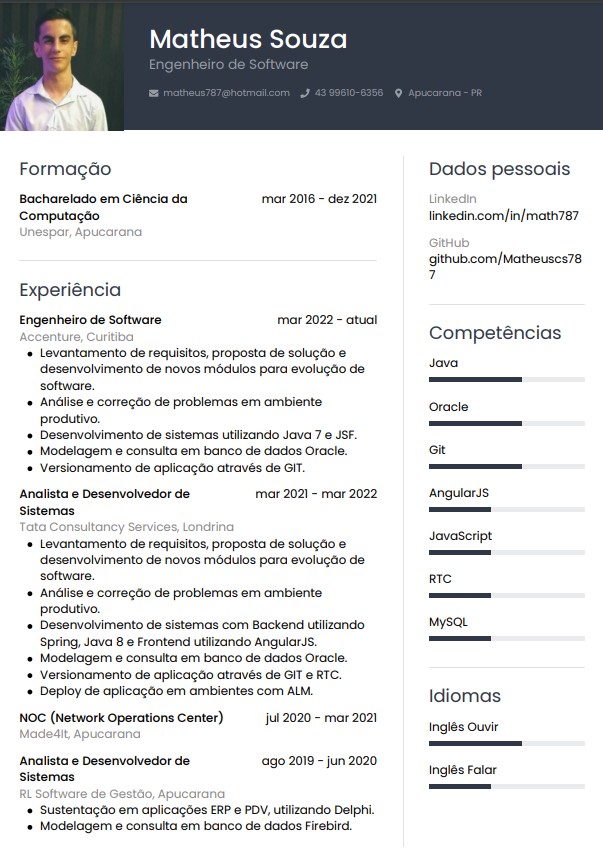 Matheus Souza
Engenheiro de Software
matheus787@hotmail.com 43 99610-6356 Apucarana - PR
Formação
Bacharelado em Ciência da mar 2016 - dez 2021
Computação
Unespar, Apucarana
Experiência
Engenheiro de Software mar 2022 - atual
Accenture, Curitiba
• Levantamento de requisitos, proposta de solução e
desenvolvimento de novos módulos para evolução de
software.
• Análise e correção de problemas em ambiente
produtivo.
• Desenvolvimento de sistemas utilizando Java 7 e JSF.
• Modelagem e consulta em banco de dados Oracle.
• Versionamento de aplicação através de GIT.
Analista e Desenvolvedor de mar 2021 - mar 2022
Sistemas
Tata Consultancy Services, Londrina
• Levantamento de requisitos, proposta de solução e
desenvolvimento de novos módulos para evolução de
software.
• Análise e correção de problemas em ambiente
produtivo.
• Desenvolvimento de sistemas com Backend utilizando
Spring, Java 8 e Frontend utilizando AngularJS.
• Modelagem e consulta em banco de dados Oracle.
• Versionamento de aplicação através de GIT e RTC.
• Deploy de aplicação em ambientes com ALM.
NOC (Network Operations Center) jul 2020 - mar 2021
Made4It, Apucarana
Analista e Desenvolvedor de ago 2019 - jun 2020
Sistemas
RL Software de Gestão, Apucarana
• Sustentação em aplicações ERP e PDV, utilizando Delphi.
• Modelagem e consulta em banco de dados Firebird.
Dados pessoais
LinkedIn
linkedin.com/in/math787
GitHub
github.com/Matheuscs78
7
Competências
Java
Oracle
Git
AngularJS
JavaScript
RTC
MySQL
Idiomas
Inglês Ouvir
Inglês Falar